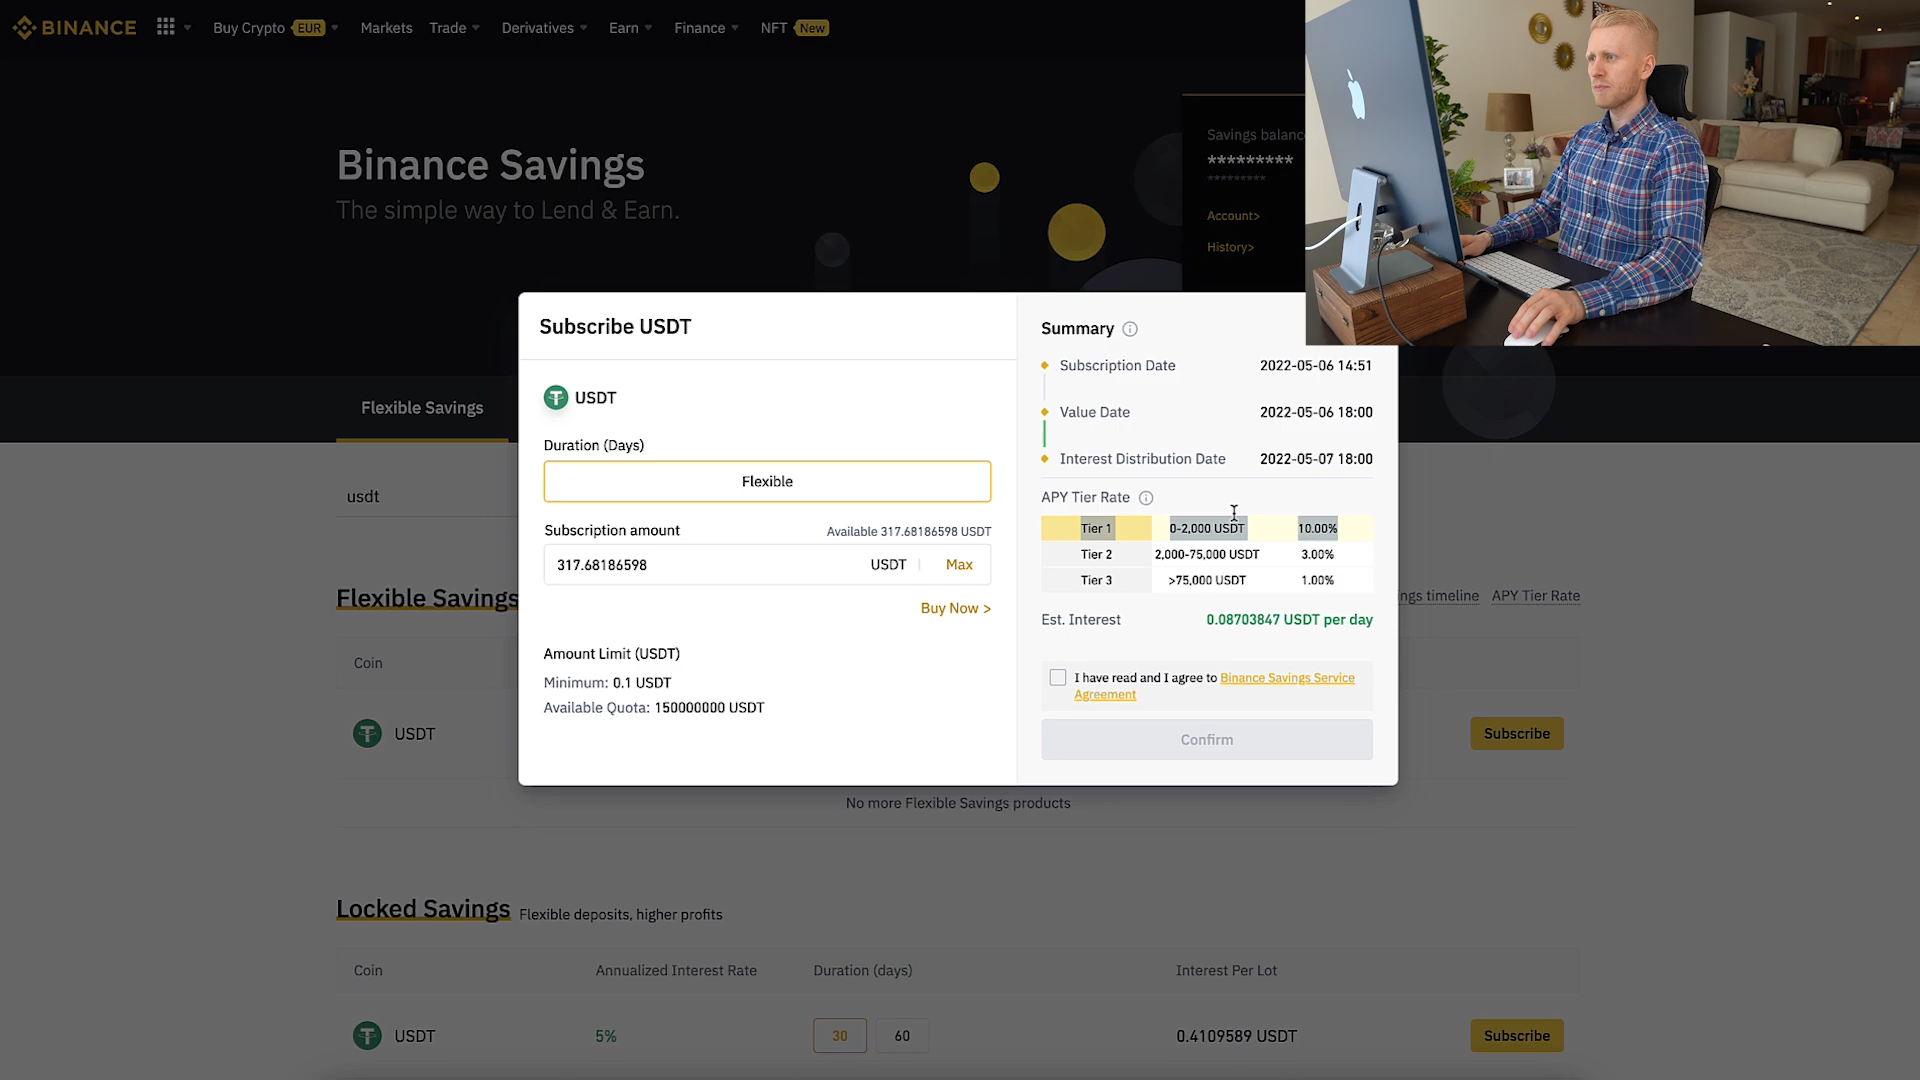 BINANCE
Buy Crypto EUR
Markets
Trade
Derivatives
Earn
Finance
NFT New
Binance Savings
The simple way to Lend & Earn.
Savings balance
*********
*********
Account>
History>
Flexible Savings
usdt
Flexible Savings
ngs timeline
APY Tier Rate
Coin
USDT
Subscribe
No more Flexible Savings products
Subscribe USDT
USDT
Duration (Days)
Flexible
Subscription amount
Available 317.68186598 USDT
317.68186598 USDT Max
Buy Now >
Amount Limit (USDT)
Minimum: 0.1 USDT
Available Quota: 150000000 USDT
Summary
Subscription Date 2022-05-06 14:51
Value Date 2022-05-06 18:00
Interest Distribution Date 2022-05-07 18:00
APY Tier Rate
Tier 1 0-2,000 USDT 10.00%
Tier 2 2,000-75,000 USDT 3.00%
Tier 3 >75,000 USDT 1.00%
Est. Interest 0.08703847 USDT per day
I have read and I agree to Binance Savings Service
Agreement
Confirm
Locked Savings Flexible deposits, higher profits
Coin Annualized Interest Rate Duration (days) Interest Per Lot
USDT 5% 30 60 0.4109589 USDT Subscribe